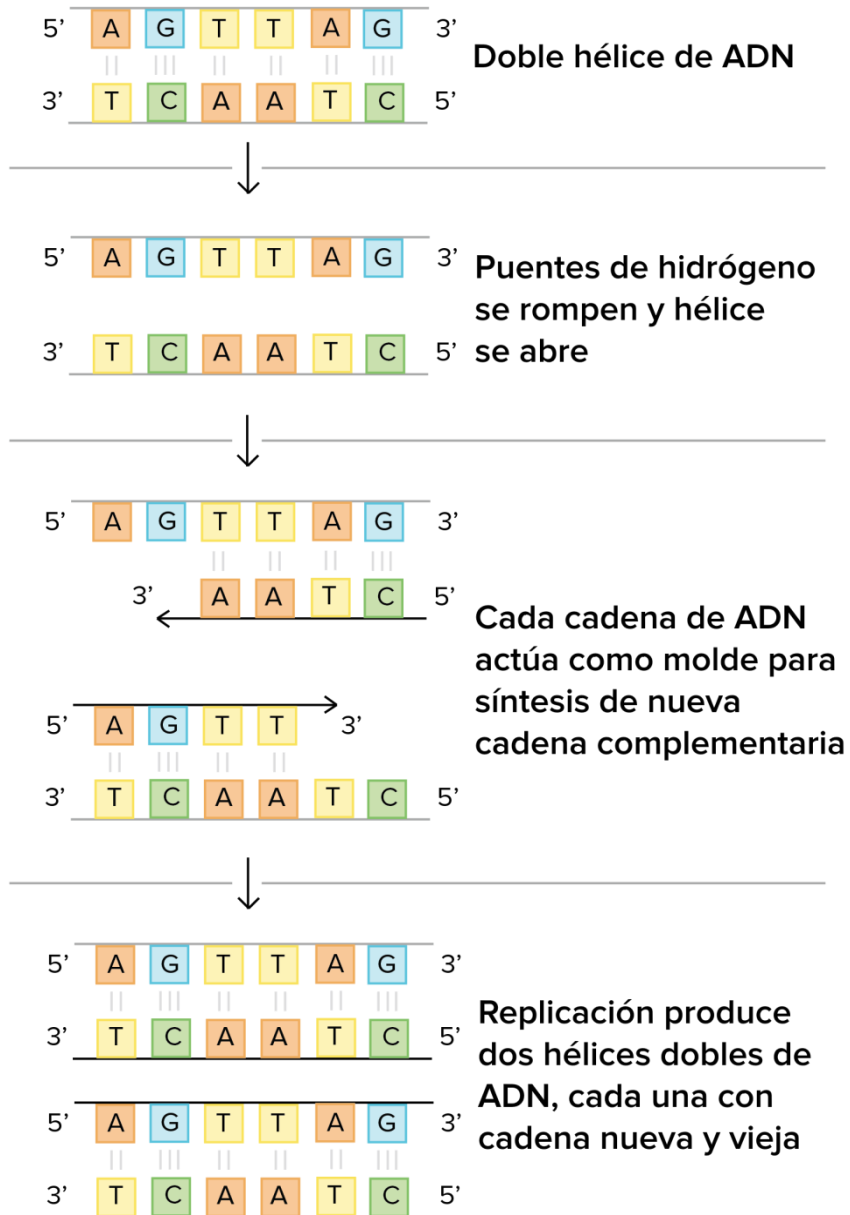 5’ A G T T A G 3’
Doble hélice de ADN
3’ T C A A T C 5’
5’ A G T T A G 3’
3’ T C A A T C 5’
Puentes de hidrógeno
se rompen y hélice
se abre
5’ A G T T A G 3’
3’ A A T C 5’
5’ A G T T 3’
3’ T C A A T C 5’
Cada cadena de ADN
actúa como molde para
síntesis de nueva
cadena complementaria
5’ A G T T A G 3’
3’ T C A A T C 5’
5’ A G T T A G 3’
3’ T C A A T C 5’
Replicación produce
dos hélices dobles de
ADN, cada una con
cadena nueva y vieja